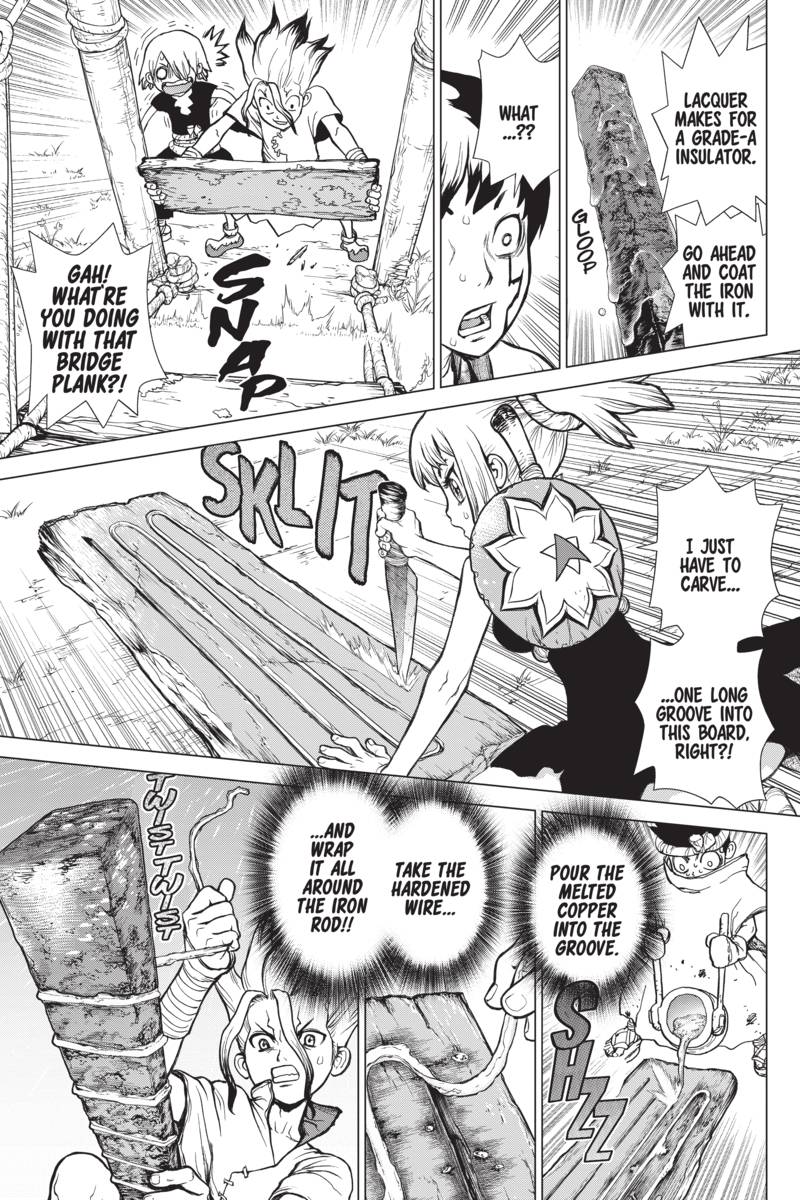 LACQUER
MAKES FOR
A GRADE-A
INSULATOR.
GO AHEAD
AND COAT
THE IRON
WITH IT.
GLOOP
WHAT
...??
GAH!
WHAT'RE
YOU DOING
WITH THAT
BRIDGE
PLANK?!
SNAP
I JUST
HAVE TO
CARVE...
...ONE LONG
GROOVE INTO
THIS BOARD,
RIGHT?!
SKLIT
POUR THE
MELTED
COPPER
INTO THE
GROOVE.
SHZZ
TAKE THE
HARDENED
WIRE...
...AND
WRAP
IT ALL
AROUND
THE IRON
ROD!!
TWIST TWIST